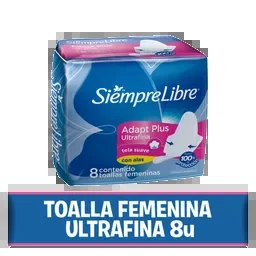 SiempreLibre
Adapt Plus
Ultrafina
tela suave
con alas
100%
8 contenido
toallas femeninas
TOALLA FEMENINA
ULTRAFINA 8u